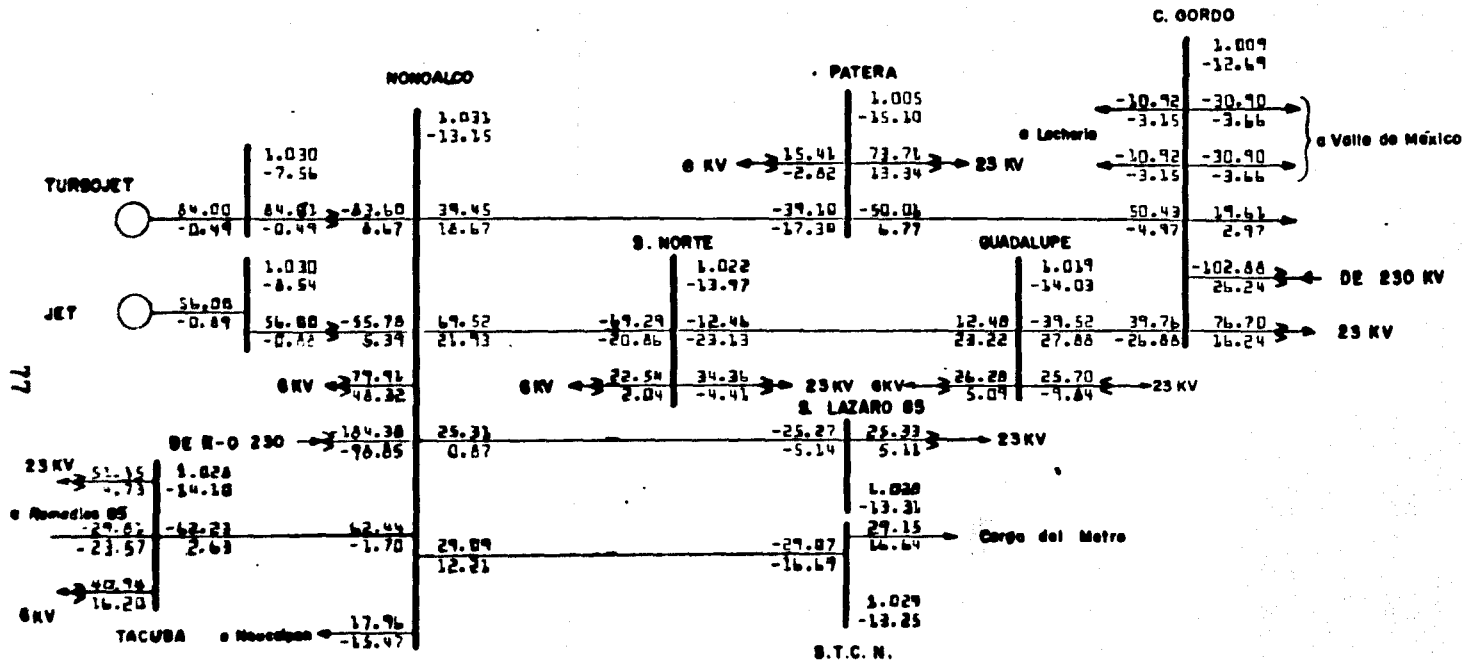 C. GORDO
1.009
-12.69
NONOALCO
PATERA
1.031
-13.15
1.005
-15.10
-10.92 -30.90
-3.15 -3.66
a Lecheria
a Valle de México
-10.92 -30.90
-3.15 -3.66
6 KV
15.41 73.71
-2.82 13.34
23 KV
TURBOJET
1.030
-7.56
84.00 84.01
-0.49 -0.49
-83.60 39.45
8.67 18.67
-39.10 -50.01
-17.30 6.77
50.43 19.61
-4.97 2.97
S. NORTE
GUADALUPE
1.022
-13.97
1.019
-14.03
-102.88
26.24
DE 230 KV
JET
1.030
-8.54
56.00
-0.89
-0.82
-55.78 69.52
5.39 21.93
-69.29 -12.46
-20.86 -23.13
12.48 -39.52
23.22 27.88
39.76 76.70
-26.88 16.24
23 KV
77
6KV
79.91
48.32
6KV
22.54 34.36
2.04 -4.41
23KV
6KV
26.28 25.70
5.09 -9.84
23 KV
S. LAZARO 85
DE N-O 230
-184.38 25.31
-98.85 0.87
-25.27 25.33
-5.14 5.11
23 KV
23 KV
4.73
1.028
-14.10
1.028
-13.31
a Remedios 85
-29.81 -62.23
-23.57 2.63
62.44
-1.70
29.09
12.21
-29.07
-16.69
29.15
16.64
Carga del Metro
6KV
40.94
16.20
1.029
-13.25
TACUBA
a Naucalpan
17.96
-15.47
S.T.C. N.